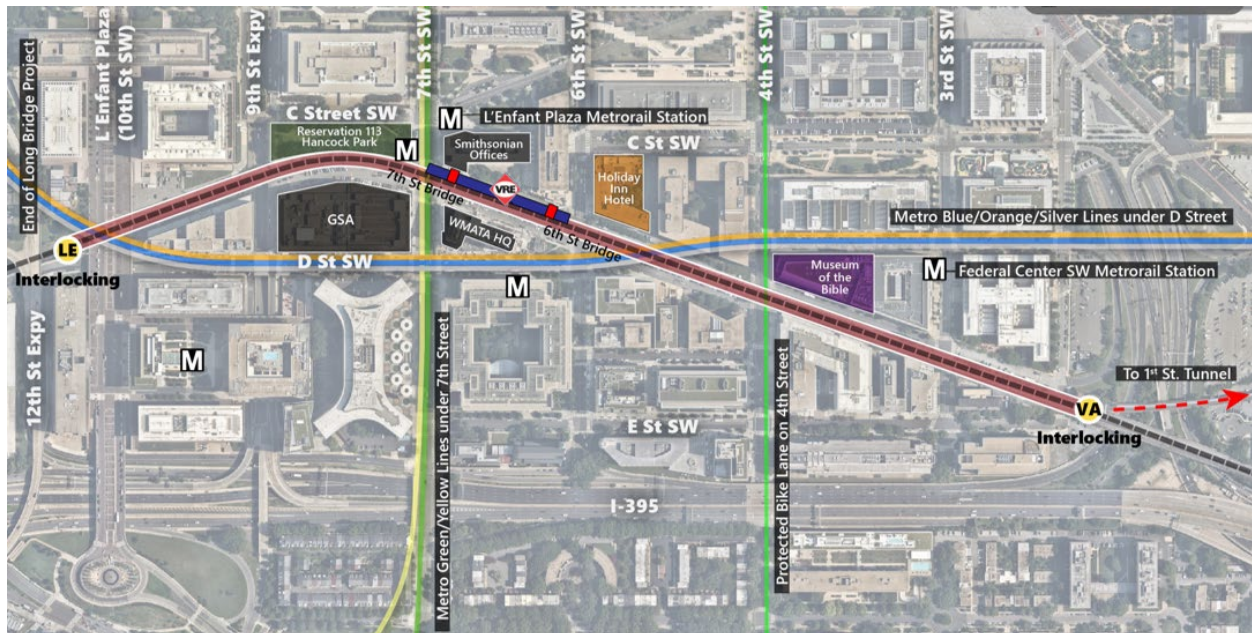 End of Long Bridge Project
L'Enfant Plaza
(10th St SW)
9th St Expy
7th St SW
6th St SW
4th St SW
3rd St SW
C Street SW
Reservation 113
Hancock Park
M
M
L'Enfant Plaza Metrorail Station
Smithsonian
Offices
C St SW
7th St Bridge
VRE
Holiday
Inn
Hotel
GSA
WMATA HQ
6th St Bridge
Metro Blue/Orange/Silver Lines under D Street
LE
Interlocking
D St SW
M
Museum
of the
Bible
M
Federal Center SW Metrorail Station
12th St Expy
M
Metro Green/Yellow Lines under 7th Street
Protected Bike Lane on 4th Street
To 1st St. Tunnel
VA
Interlocking
E St SW
I-395